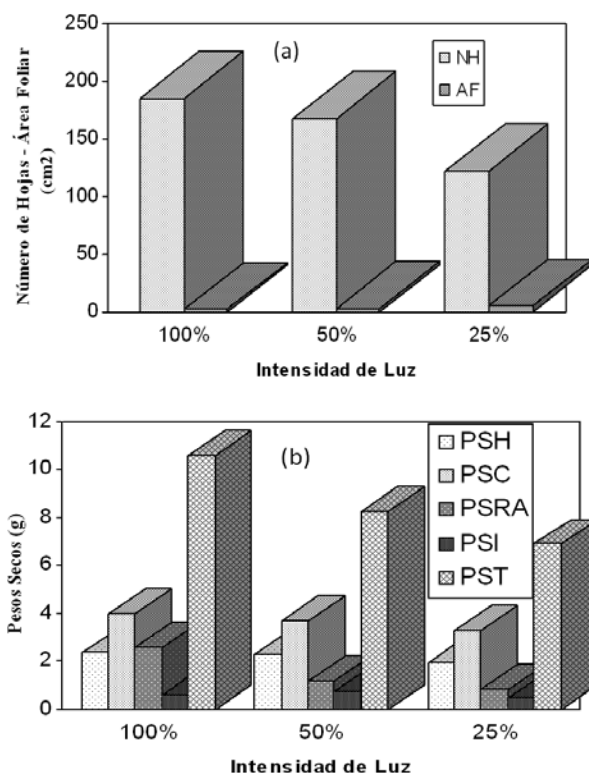 250
200
150
100
50
0
Número de Hojas - Área Foliar
(cm2)
(a)
NH
AF
100%
50%
25%
Intensidad de Luz
12
10
8
6
4
2
0
Pesos Secos (g)
(b)
PSH
PSC
PSRA
PSI
PST
100%
50%
25%
Intensidad de Luz